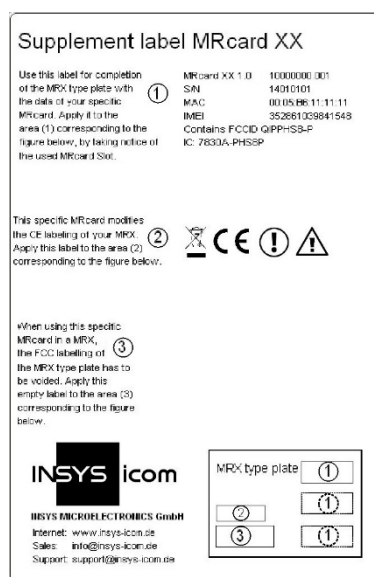 Supplement label MRcard XX
Use this label for completion
of the MRX type plate with
the data of your specific
MRcard. Apply it to the
area (1) corresponding to the
figure below, by taking notice of
the used MRcard Slot.
1
MRcard XX 1.0 10000000.001
S/N 14010101
MAC 00:05:B6:11:11:11
IMEI 352861039841548
Contains FCCID QIPPHS8-P
IC: 7830A-PHS8P
This specific MRcard modifies
the CE labeling of your MRX.
Apply this label to the area (2)
corresponding to the figure below.
2
CE ! !
When using this specific
MRcard in a MRX,
the FCC labelling of
the MRX type plate has to
be voided. Apply this
empty label to the area (3)
corresponding to the figure
below.
3
INSYS icom
INSYS MICROELECTRONICS GmbH
Internet: www.insys-icon.de
Sales: info@insys-icom.de
Support: support@insys-icom.de
MRX type plate
1
(1)
2
3
(1)